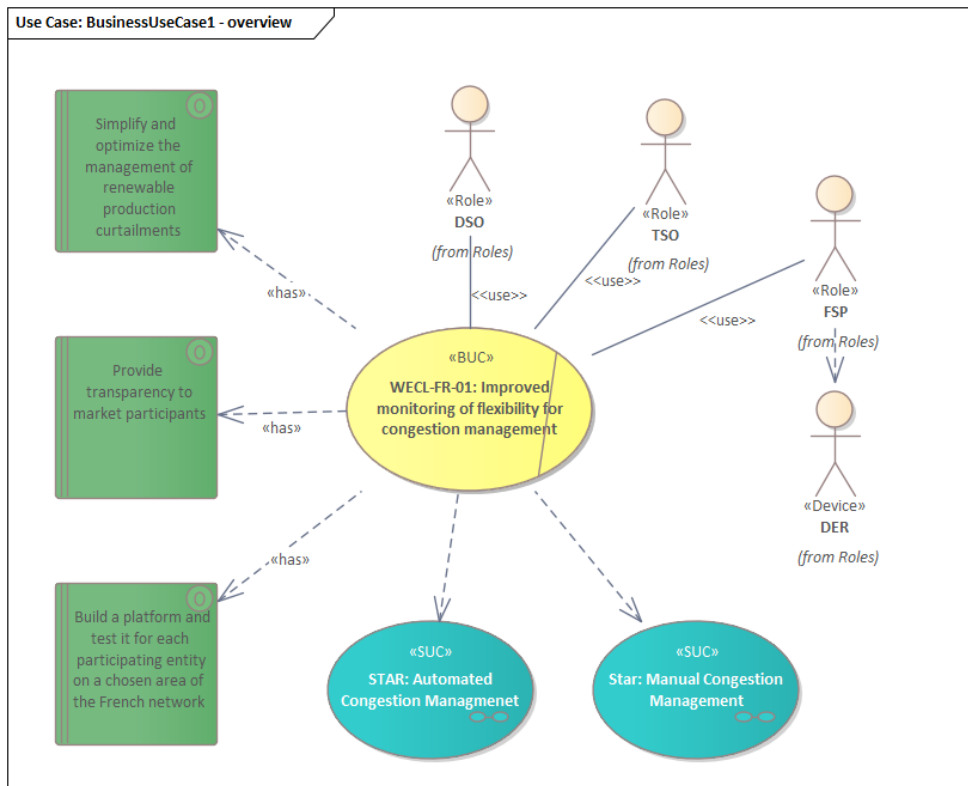 Use Case: BusinessUseCase1 - overview
O
Simplify and
optimize the
management of
renewable
production
curtailments
«Role»
DSO
(from Roles)
«Role»
TSO
(from Roles)
«Role»
FSP
(from Roles)
«has»
<<use>>
<<use>>
<<use>>
O
Provide
transparency to
market participants
«has»
«BUC»
WECL-FR-01: Improved
monitoring of flexibility for
congestion management
«Device»
DER
(from Roles)
«has»
O
Build a platform and
test it for each
participating entity
on a chosen area of
the French network
«SUC»
STAR: Automated
Congestion Managmenet
«SUC»
Star: Manual Congestion
Management